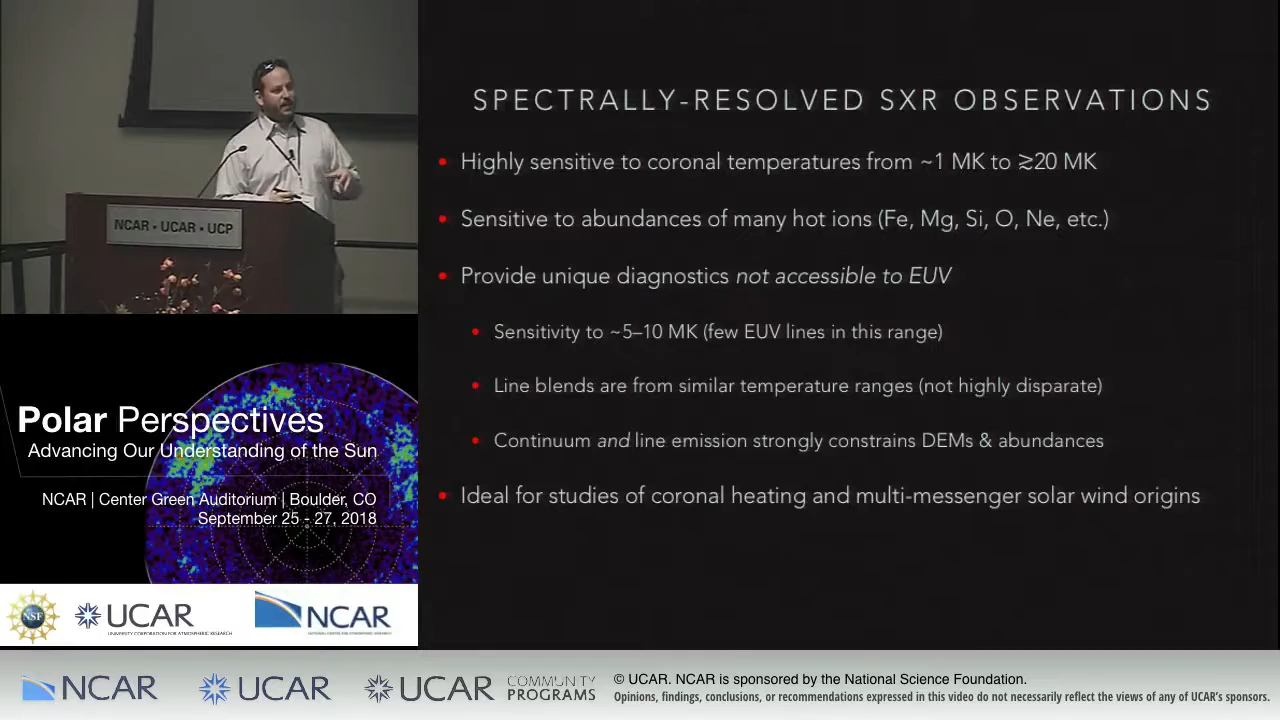 NCAR • UCAR • UCP
SPECTRALLY-RESOLVED SXR OBSERVATIONS
• Highly sensitive to coronal temperatures from ~1 MK to ≳20 MK
• Sensitive to abundances of many hot ions (Fe, Mg, Si, O, Ne, etc.)
• Provide unique diagnostics not accessible to EUV
• Sensitivity to ~5–10 MK (few EUV lines in this range)
• Line blends are from similar temperature ranges (not highly disparate)
• Continuum and line emission strongly constrains DEMs & abundances
• Ideal for studies of coronal heating and multi-messenger solar wind origins
Polar Perspectives
Advancing Our Understanding of the Sun
NCAR | Center Green Auditorium | Boulder, CO
September 25 - 27, 2018
NSF
UCAR
UNIVERSITY CORPORATION FOR ATMOSPHERIC RESEARCH
NCAR
NCAR
UCAR
UCAR
COMMUNITY
PROGRAMS
© UCAR. NCAR is sponsored by the National Science Foundation.
Opinions, findings, conclusions, or recommendations expressed in this video do not necessarily reflect the views of any of UCAR's sponsors.